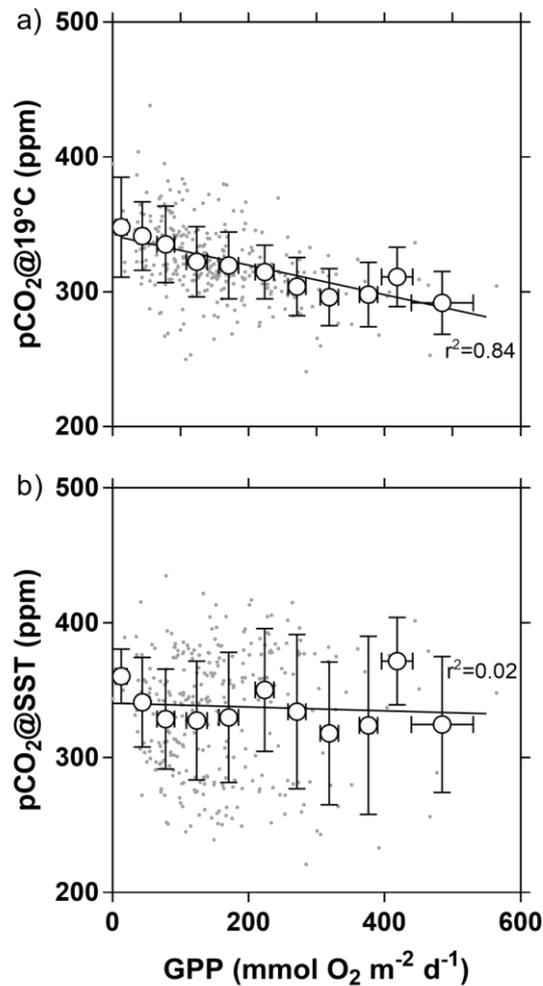 a)
500
400
300
200
pCO₂@19°C (ppm)
r²=0.84
b)
500
400
300
200
pCO₂@SST (ppm)
r²=0.02
0 200 400 600
GPP (mmol O₂ m⁻² d⁻¹)